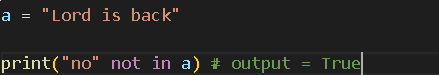 a = "Lord is back"
print("no" not in a) # output = True